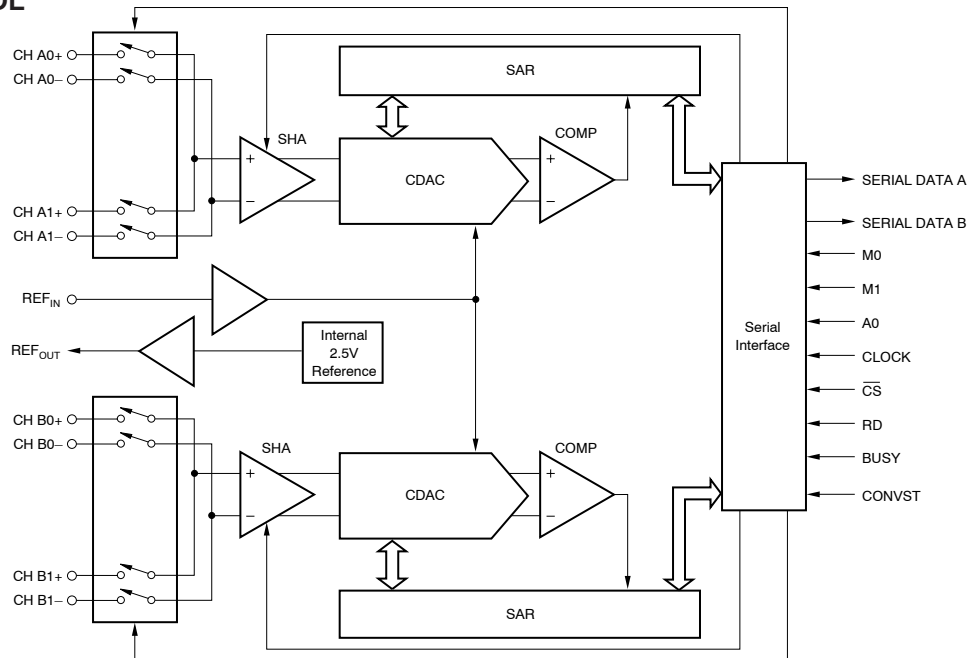 CH A0+
CH A0−
CH A1+
CH A1−
SHA
+
−
SAR
CDAC
COMP
+
−
REFIN
REFOUT
Internal
2.5V
Reference
CH B0+
CH B0−
CH B1+
CH B1−
SHA
+
−
CDAC
COMP
+
−
SAR
Serial
Interface
SERIAL DATA A
SERIAL DATA B
M0
M1
A0
CLOCK
C̅S̅
RD
BUSY
CONVST